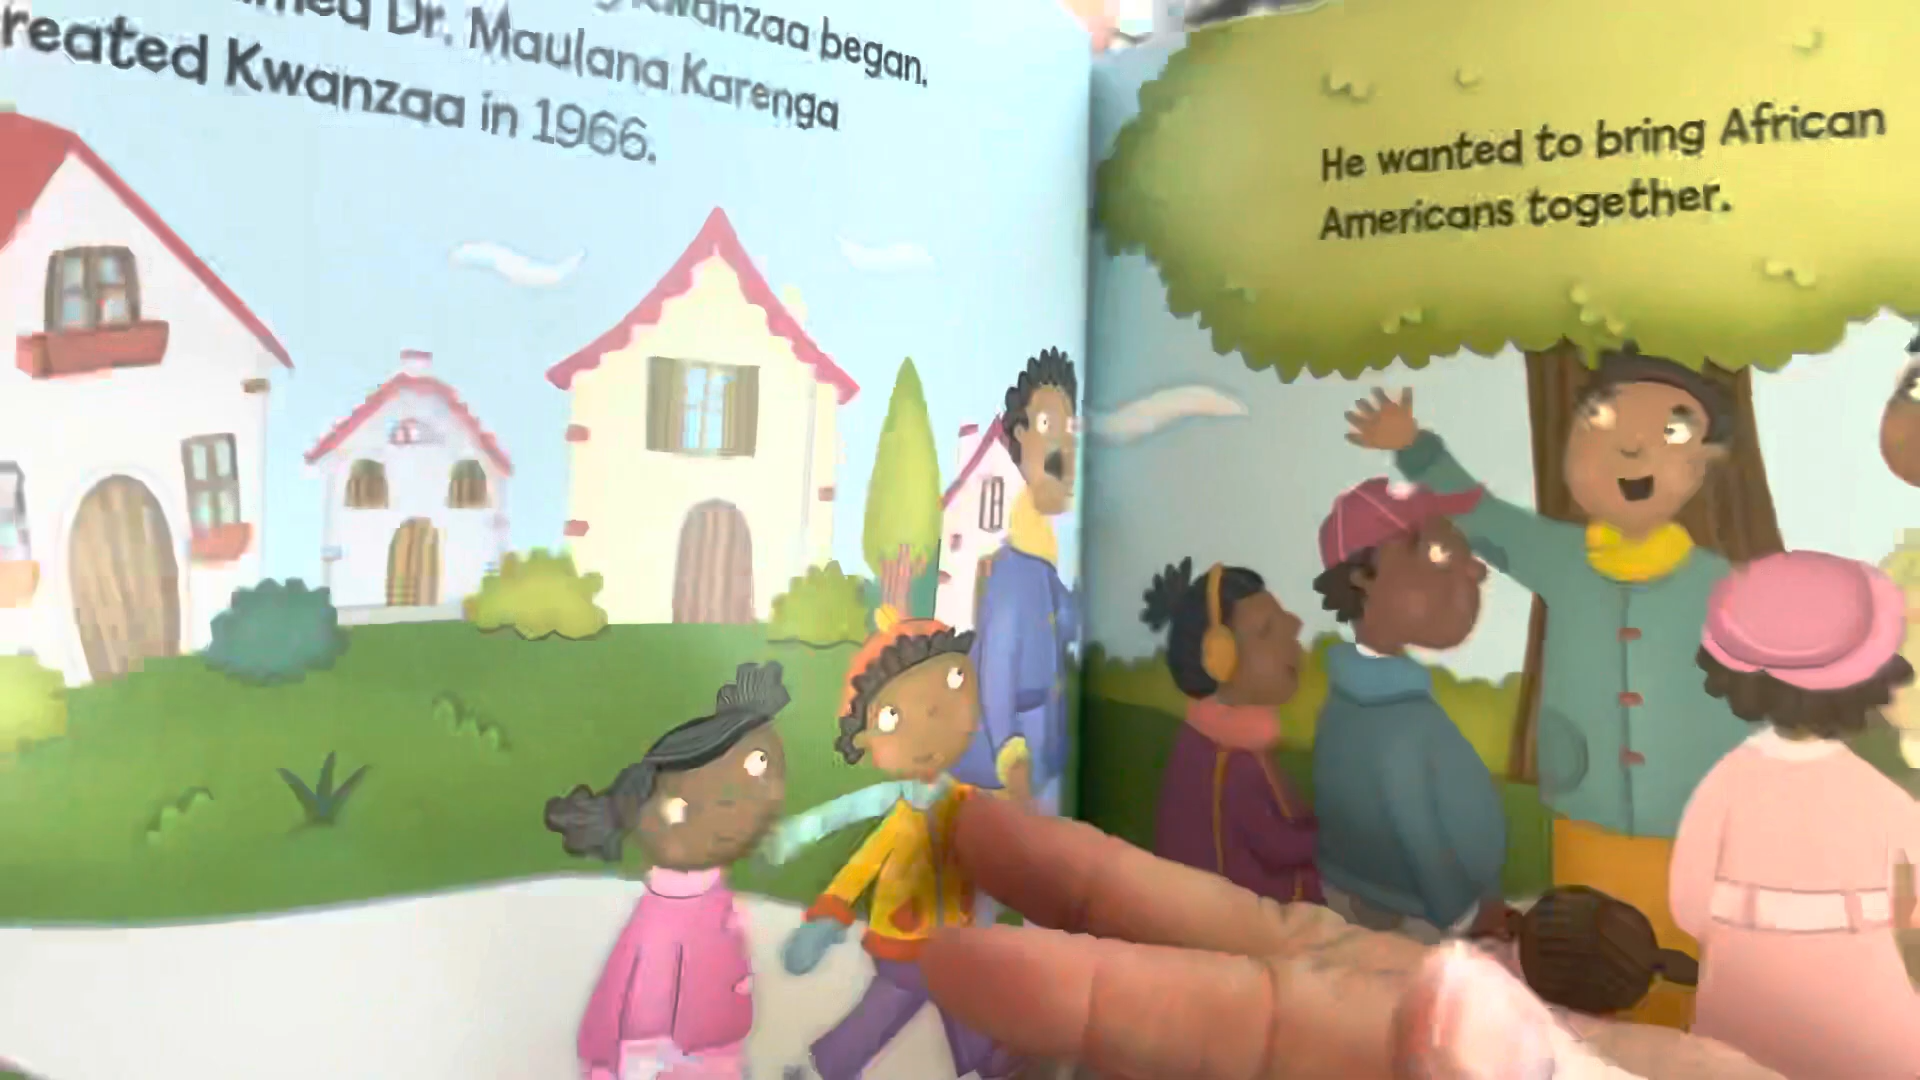 Kwanzaa began.
Dr. Maulana Karenga
reated Kwanzaa in 1966.
He wanted to bring African
Americans together.